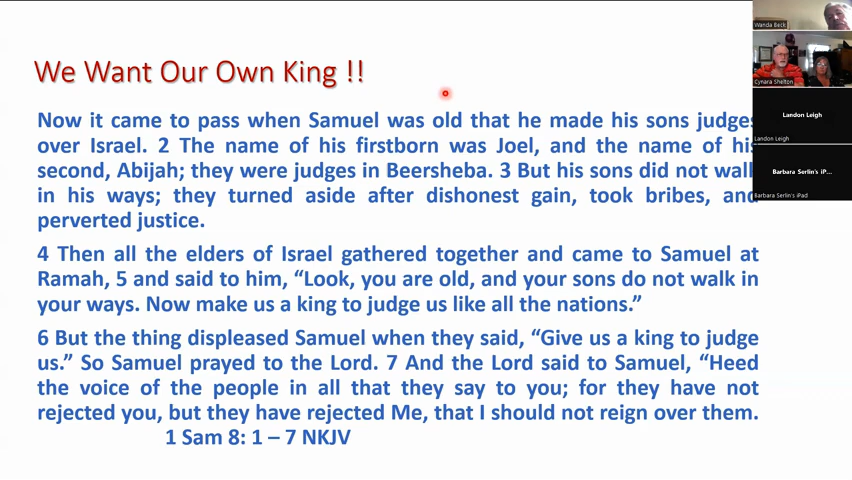 We Want Our Own King !!
Now it came to pass when Samuel was old that he made his sons judges
over Israel. 2 The name of his firstborn was Joel, and the name of his
second, Abijah; they were judges in Beersheba. 3 But his sons did not walk
in his ways; they turned aside after dishonest gain, took bribes, and
perverted justice.
4 Then all the elders of Israel gathered together and came to Samuel at
Ramah, 5 and said to him, “Look, you are old, and your sons do not walk in
your ways. Now make us a king to judge us like all the nations.”
6 But the thing displeased Samuel when they said, “Give us a king to judge
us.” So Samuel prayed to the Lord. 7 And the Lord said to Samuel, “Heed
the voice of the people in all that they say to you; for they have not
rejected you, but they have rejected Me, that I should not reign over them.
1 Sam 8: 1 – 7 NKJV
Wanda Beck
Cynara Shelton
Landon Leigh
Landon Leigh
Barbara Serlin's iP...
Barbara Serlin's iPad